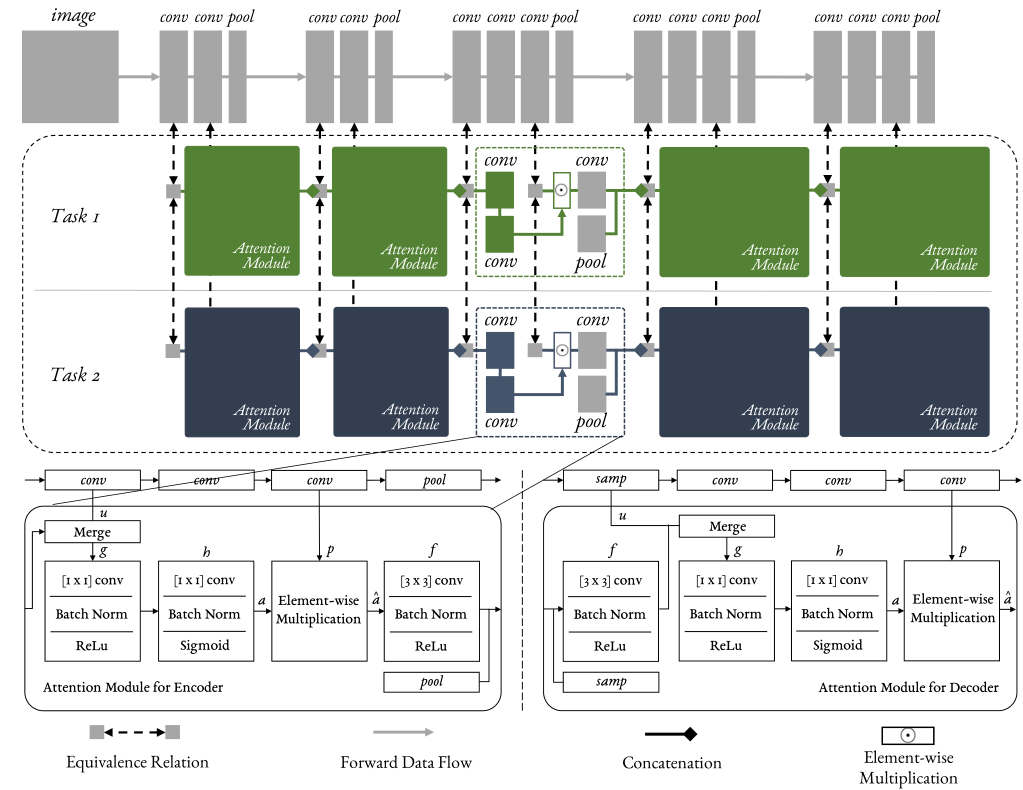 image conv conv pool conv conv pool conv conv conv pool conv conv conv pool conv conv conv pool
Task 1
conv conv
Attention
Module
Attention
Module
conv pool
Attention
Module
Attention
Module
Task 2
conv conv
Attention
Module
Attention
Module
conv pool
Attention
Module
Attention
Module
conv conv conv pool
u
Merge
g h p f
[1 x 1] conv
Batch Norm
ReLu
[1 x 1] conv
Batch Norm
Sigmoid
a
Element-wise
Multiplication
â
[3 x 3] conv
Batch Norm
ReLu
pool
Attention Module for Encoder
samp conv conv conv
u
Merge
f g h p
[3 x 3] conv
Batch Norm
ReLu
[1 x 1] conv
Batch Norm
ReLu
[1 x 1] conv
Batch Norm
Sigmoid
a
Element-wise
Multiplication
â
samp
Attention Module for Decoder
Equivalence Relation
Forward Data Flow
Concatenation
Element-wise
Multiplication